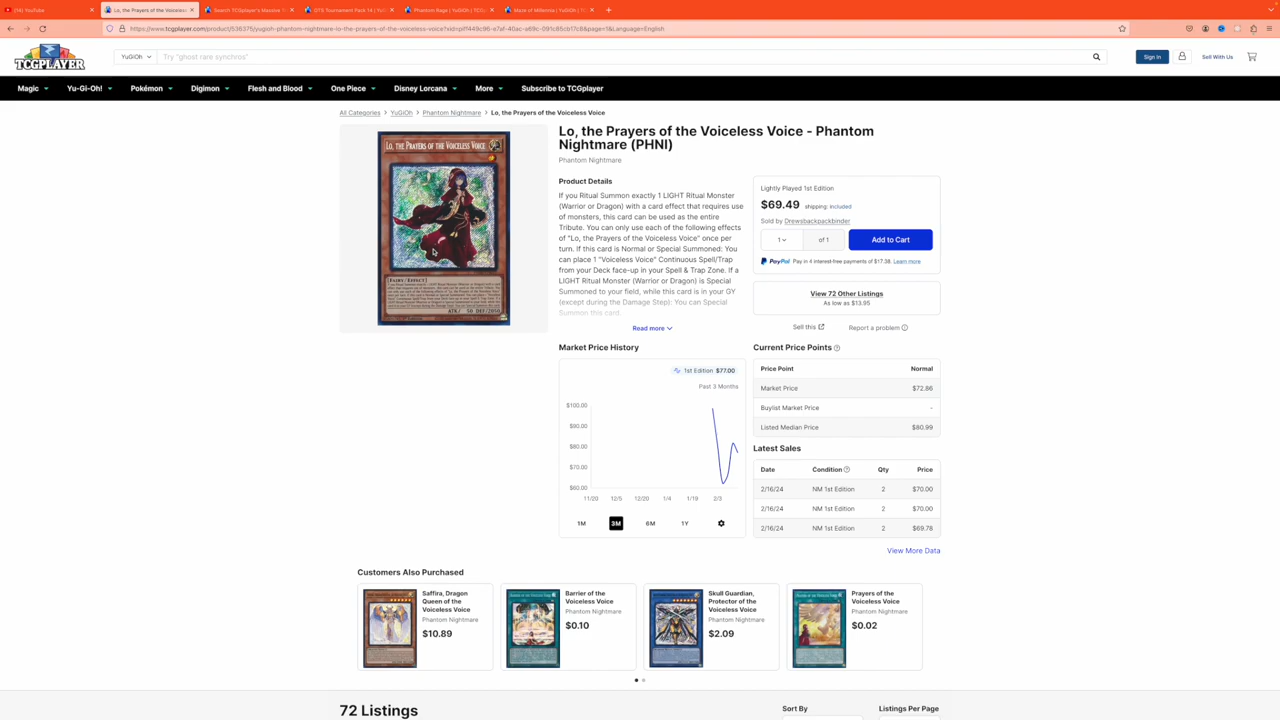 (14) YouTube
Lo, the Prayers of the Voiceless
Search TCGplayer's Massive
OTS Tournament Pack 14 | YuG
Phantom Rage | YuGiOh | TCG
Maze of Millennia | YuGiOh | TC
TCGPLAYER
YuGiOh
Try "ghost rare synchros"
Sign In
Sell With Us
Magic
Yu-Gi-Oh!
Pokémon
Digimon
Flesh and Blood
One Piece
Disney Lorcana
More
Subscribe to TCGplayer
All Categories > YuGiOh > Phantom Nightmare > Lo, the Prayers of the Voiceless Voice
Lo, the Prayers of the Voiceless Voice
Lo, the Prayers of the Voiceless Voice - Phantom
Nightmare (PHNI)
Phantom Nightmare
Product Details
If you Ritual Summon exactly 1 LIGHT Ritual Monster
(Warrior or Dragon) with a card effect that requires use
of monsters, this card can be used as the entire
Tribute. You can only use each of the following effects
of "Lo, the Prayers of the Voiceless Voice" once per
turn. If this card is Normal or Special Summoned: You
can place 1 "Voiceless Voice" Continuous Spell/Trap
from your Deck face-up in your Spell & Trap Zone. If a
LIGHT Ritual Monster (Warrior or Dragon) is Special
Summoned to your field, while this card is in your GY
(except during the Damage Step): You can Special
Summon this card.
Read more
[FAIRY/EFFECT]
ATK/ 50 DEF/2050
Lightly Played 1st Edition
$69.49 shipping: included
Sold by Drewsbackpackbinder
1 of 1 Add to Cart
PayPal Pay in 4 interest-free payments of $17.38. Learn more
View 72 Other Listings
As low as $13.95
Sell this
Report a problem
Market Price History
1st Edition $77.00
Past 3 Months
$100.00
$90.00
$80.00
$70.00
$60.00
11/20 12/5 12/20 1/4 1/19 2/3
1M 3M 6M 1Y
Current Price Points
Price Point Normal
Market Price $72.86
Buylist Market Price -
Listed Median Price $80.99
Latest Sales
Date Condition Qty Price
2/16/24 NM 1st Edition 2 $70.00
2/16/24 NM 1st Edition 2 $70.00
2/16/24 NM 1st Edition 2 $69.78
View More Data
Customers Also Purchased
Saffira, Dragon
Queen of the
Voiceless Voice
Phantom Nightmare
$10.89
Barrier of the
Voiceless Voice
Phantom Nightmare
$0.10
Skull Guardian,
Protector of the
Voiceless Voice
Phantom Nightmare
$2.09
Prayers of the
Voiceless Voice
Phantom Nightmare
$0.02
72 Listings
Sort By
Listings Per Page